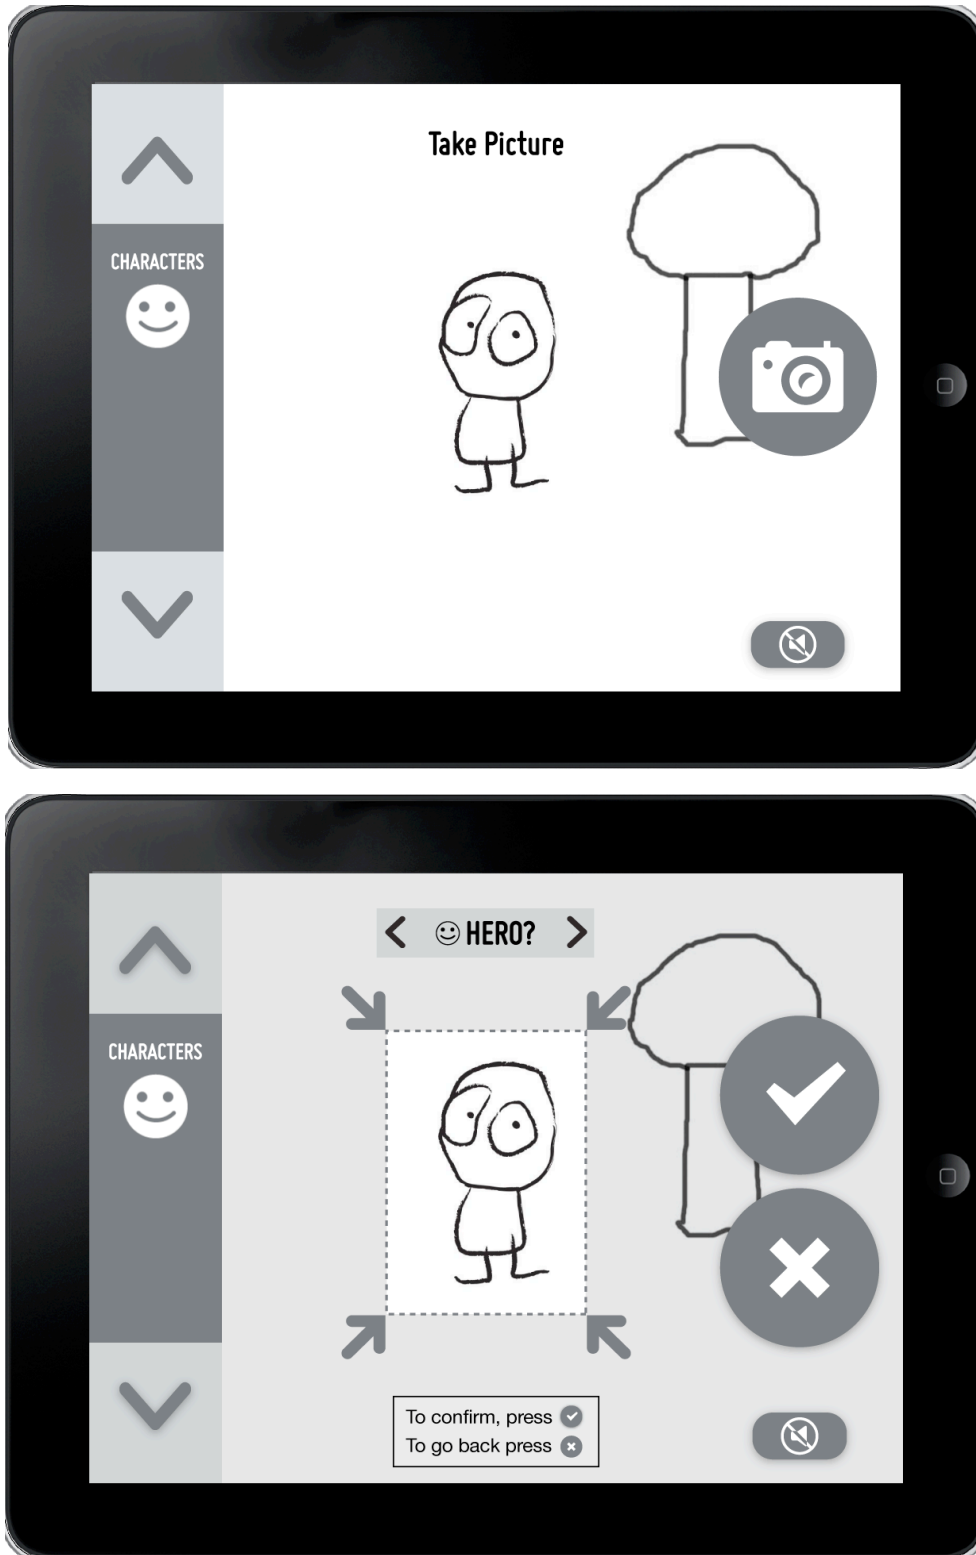 Take Picture
CHARACTERS
HERO?
CHARACTERS
To confirm, press
To go back press